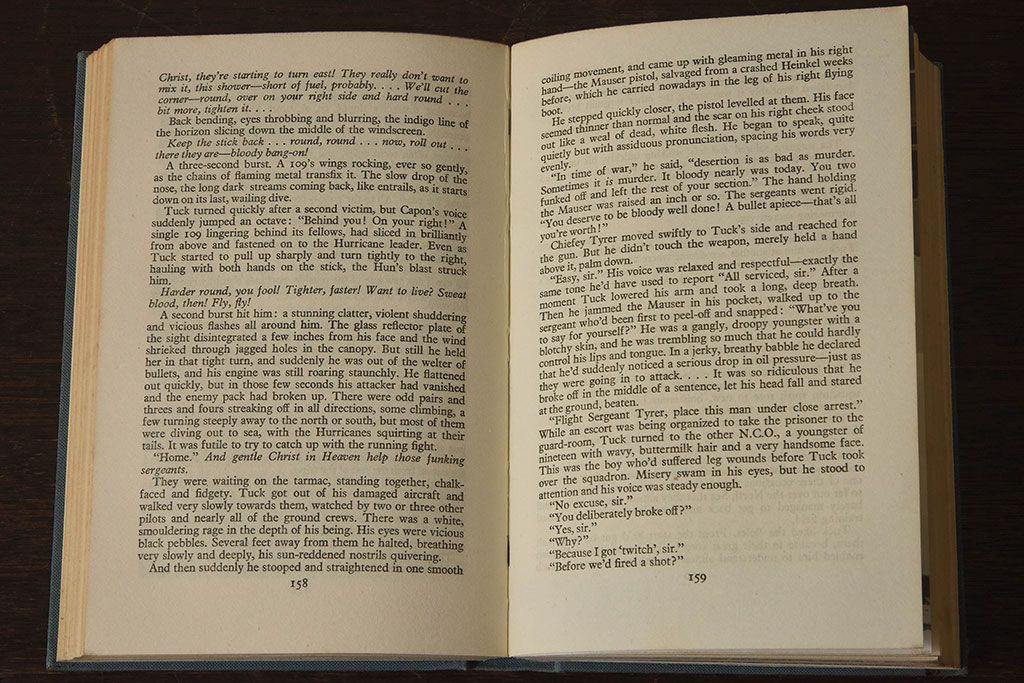 Christ, they're starting to turn east! They really don't want to
mix it, this shower—short of fuel, probably. . . . We'll cut the
corner—round, over on your right side and hard round . . .
bit more, tighten it. . . .
Back bending, eyes throbbing and blurring, the indigo line of
the horizon slicing down the middle of the windscreen.
Keep the stick back . . . round, round . . . now, roll out . . .
there they are—bloody bang-on!
A three-second burst. A 109's wings rocking, ever so gently,
as the chains of flaming metal transfix it. The slow drop of the
nose, the long dark streams coming back, like entrails, as it starts
down on its last, wailing dive.
Tuck turned quickly after a second victim, but Capon's voice
suddenly jumped an octave: "Behind you! On your right!" A
single 109 lingering behind its fellows, had sliced in brilliantly
from above and fastened on to the Hurricane leader. Even as
Tuck started to pull up sharply and turn tightly to the right,
hauling with both hands on the stick, the Hun's blast struck
him.
Harder round, you fool! Tighter, faster! Want to live? Sweat
blood, then! Fly, fly!
A second burst hit him: a stunning clatter, violent shuddering
and vicious flashes all around him. The glass reflector plate of
the sight disintegrated a few inches from his face and the wind
shrieked through jagged holes in the canopy. But still he held
her in that tight turn, and suddenly he was out of the welter of
bullets, and his engine was still roaring staunchly. He flattened
out quickly, but in those few seconds his attacker had vanished
and the enemy pack had broken up. There were odd pairs and
threes and fours streaking off in all directions, some climbing, a
few turning steeply away to the north or south, but most of them
were diving out to sea, with the Hurricanes squirting at their
tails. It was futile to try to catch up with the running fight.
"Home." And gentle Christ in Heaven help those funking
sergeants.
They were waiting on the tarmac, standing together, chalk-
faced and fidgety. Tuck got out of his damaged aircraft and
walked very slowly towards them, watched by two or three other
pilots and nearly all of the ground crews. There was a white,
smouldering rage in the depth of his being. His eyes were vicious
black pebbles. Several feet away from them he halted, breathing
very slowly and deeply, his sun-reddened nostrils quivering.
And then suddenly he stooped and straightened in one smooth
158
coiling movement, and came up with gleaming metal in his right
hand—the Mauser pistol, salvaged from a crashed Heinkel weeks
before, which he carried nowadays in the leg of his right flying
boot.
He stepped quickly closer, the pistol levelled at them. His face
seemed thinner than normal and the scar on his right cheek stood
out like a weal of dead, white flesh. He began to speak, quite
quietly but with assiduous pronunciation, spacing his words very
evenly.
"In time of war," he said, "desertion is as bad as murder.
Sometimes it is murder. It bloody nearly was today. You two
funked off and left the rest of your section." The hand holding
the Mauser was raised an inch or so. The sergeants went rigid.
"You deserve to be bloody well done! A bullet apiece—that's all
you're worth!"
Chiefey Tyrer moved swiftly to Tuck's side and reached for
the gun. But he didn't touch the weapon, merely held a hand
above it, palm down.
"Easy, sir." His voice was relaxed and respectful—exactly the
same tone he'd have used to report "All serviced, sir." After a
moment Tuck lowered his arm and took a long, deep breath.
Then he jammed the Mauser in his pocket, walked up to the
sergeant who'd been first to peel-off and snapped: "What've you
to say for yourself?" He was a gangly, droopy youngster with a
blotchy skin, and he was trembling so much that he could hardly
control his lips and tongue. In a jerky, breathy babble he declared
that he'd suddenly noticed a serious drop in oil pressure—just as
they were going in to attack. . . . It was so ridiculous that he
broke off in the middle of a sentence, let his head fall and stared
at the ground, beaten.
"Flight Sergeant Tyrer, place this man under close arrest."
While an escort was being organized to take the prisoner to the
guard-room, Tuck turned to the other N.C.O., a youngster of
nineteen with wavy, buttermilk hair and a very handsome face.
This was the boy who'd suffered leg wounds before Tuck took
over the squadron. Misery swam in his eyes, but he stood to
attention and his voice was steady enough.
"No excuse, sir."
"You deliberately broke off?"
"Yes, sir."
"Why?"
"Because I got 'twitch', sir."
"Before we'd fired a shot?"
159